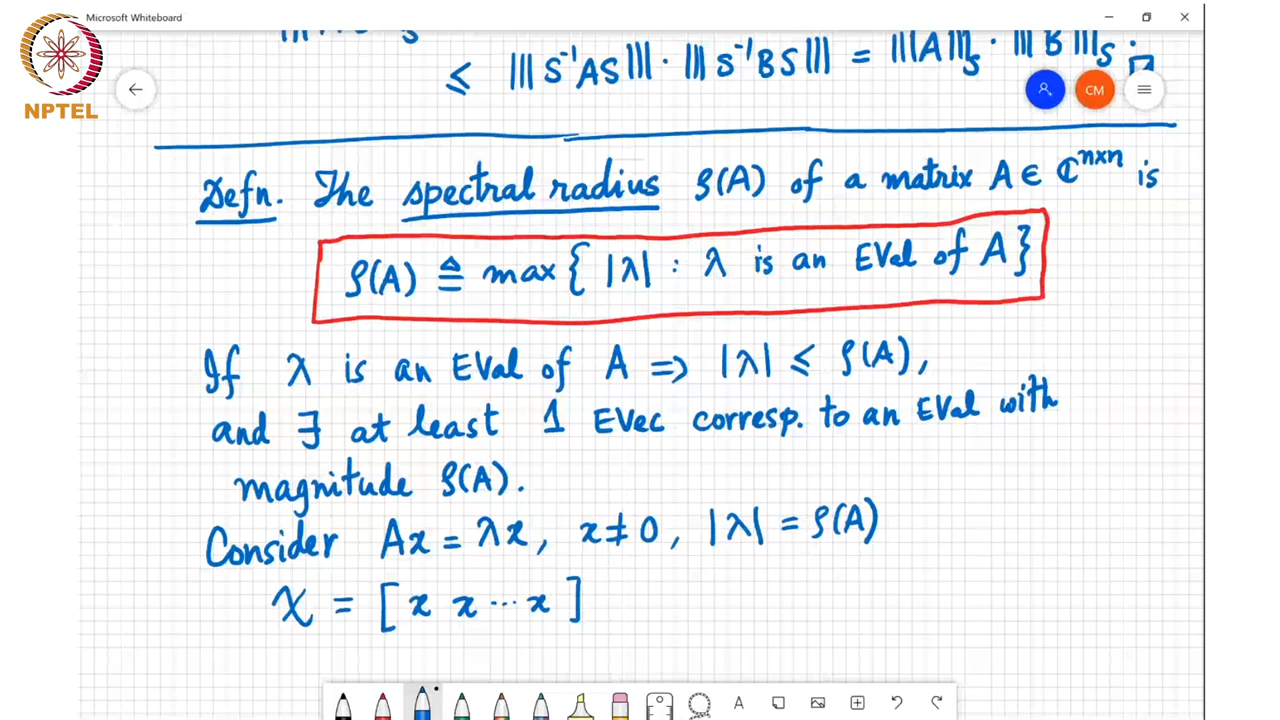 Microsoft Whiteboard
≤ ||| S⁻¹AS ||| · ||| S⁻¹BS ||| = |||A|||_S · |||B|||_S
NPTEL
CM
Defn. The spectral radius ρ(A) of a matrix A ∈ ℂ^{n×n} is
ρ(A) ≜ max{ |λ| : λ is an EVal of A }
If λ is an EVal of A ⇒ |λ| ≤ ρ(A),
and ∃ at least 1 EVec corresp. to an EVal with
magnitude ρ(A).
Consider Ax = λx, x ≠ 0, |λ| = ρ(A)
X = [ x x ... x ]